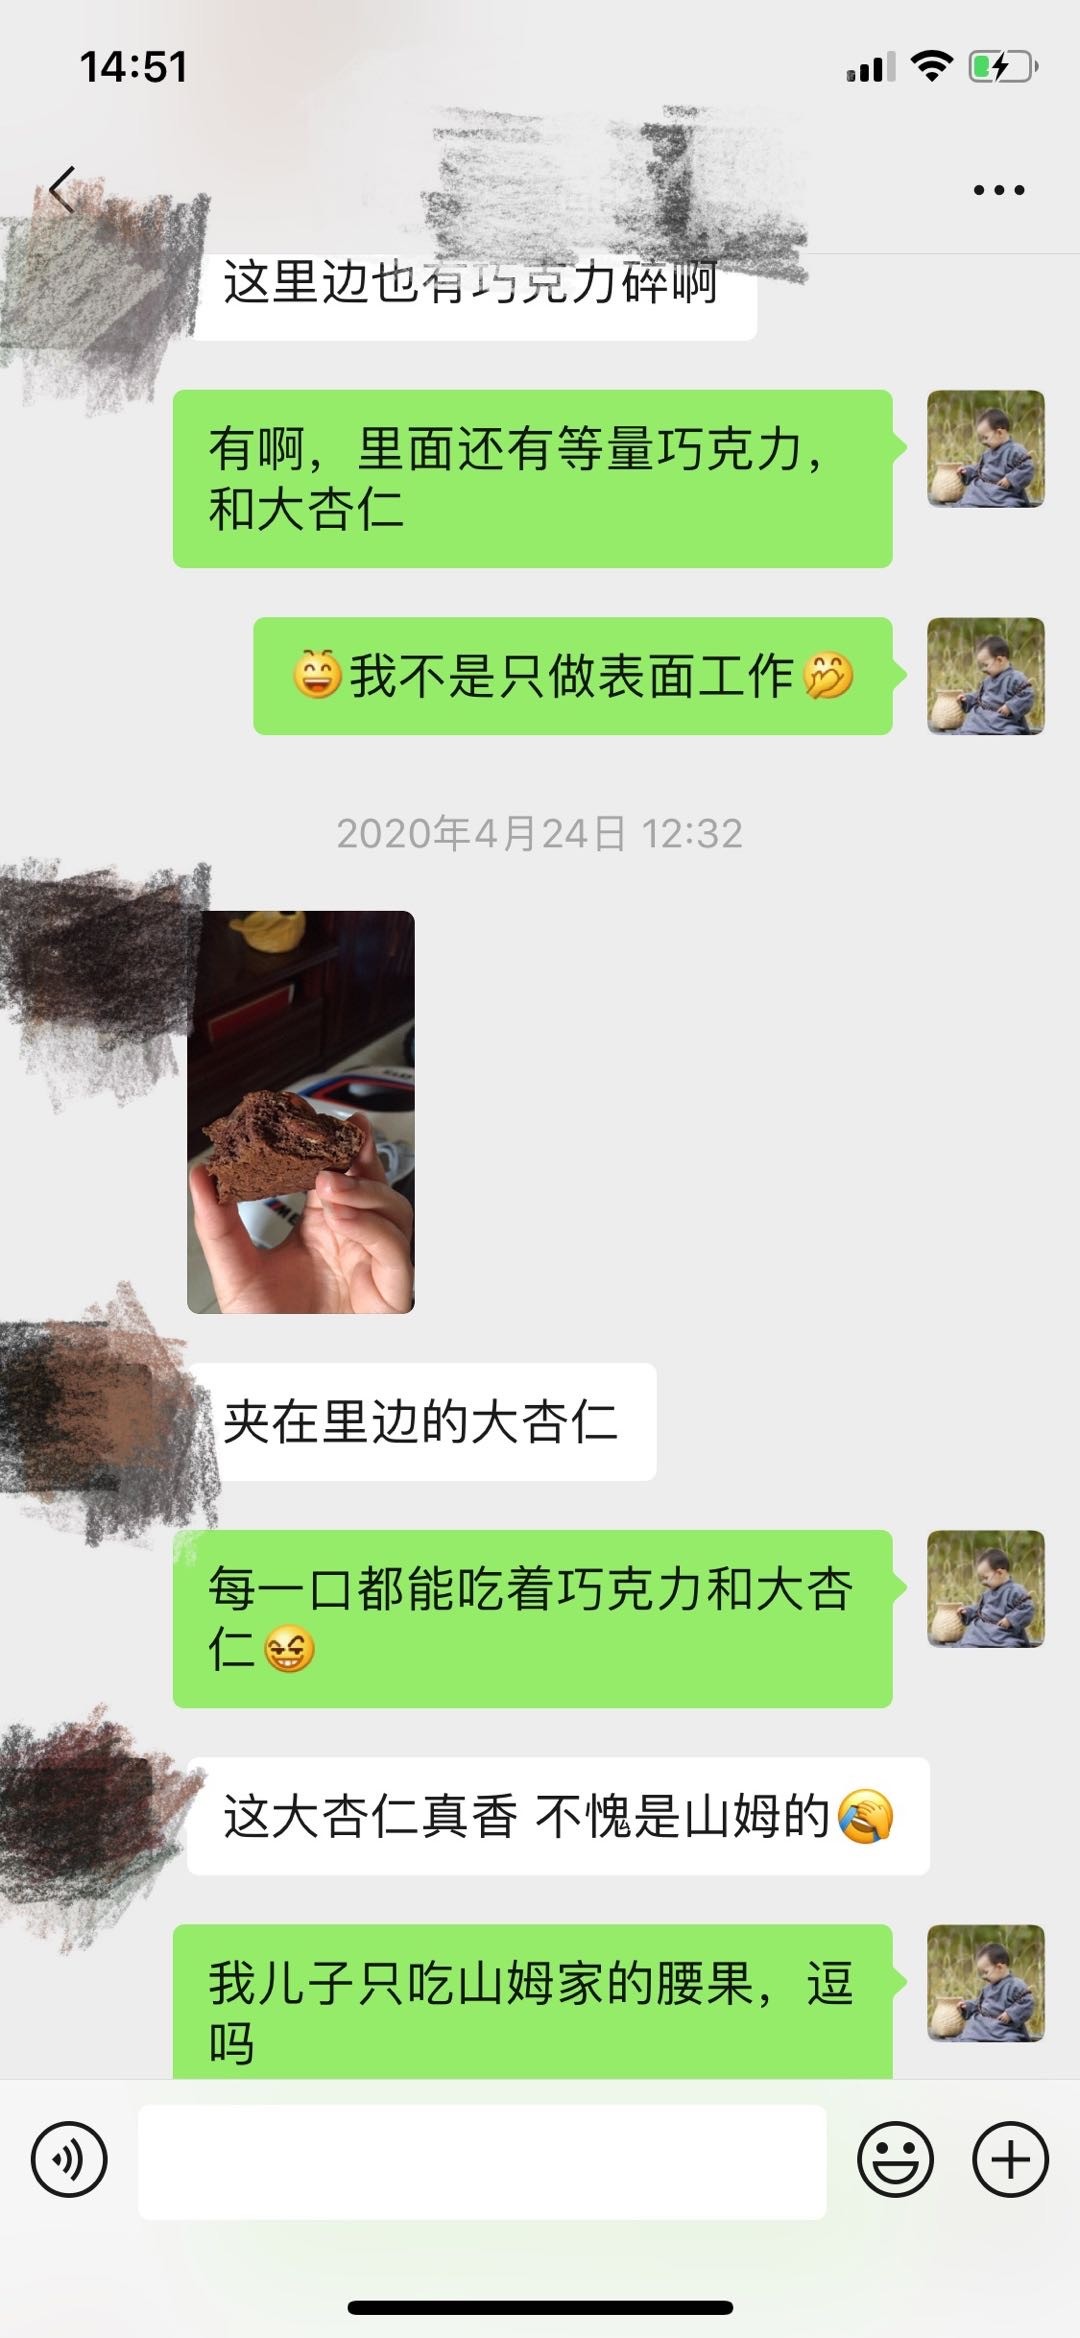 14:51
这里边也有巧克力碎啊
有啊，里面还有等量巧克力，
和大杏仁
😄我不是只做表面工作🤭
2020年4月24日 12:32
夹在里边的大杏仁
每一口都能吃着巧克力和大杏
仁😁
这大杏仁真香 不愧是山姆的🤦
我儿子只吃山姆家的腰果，逗
吗